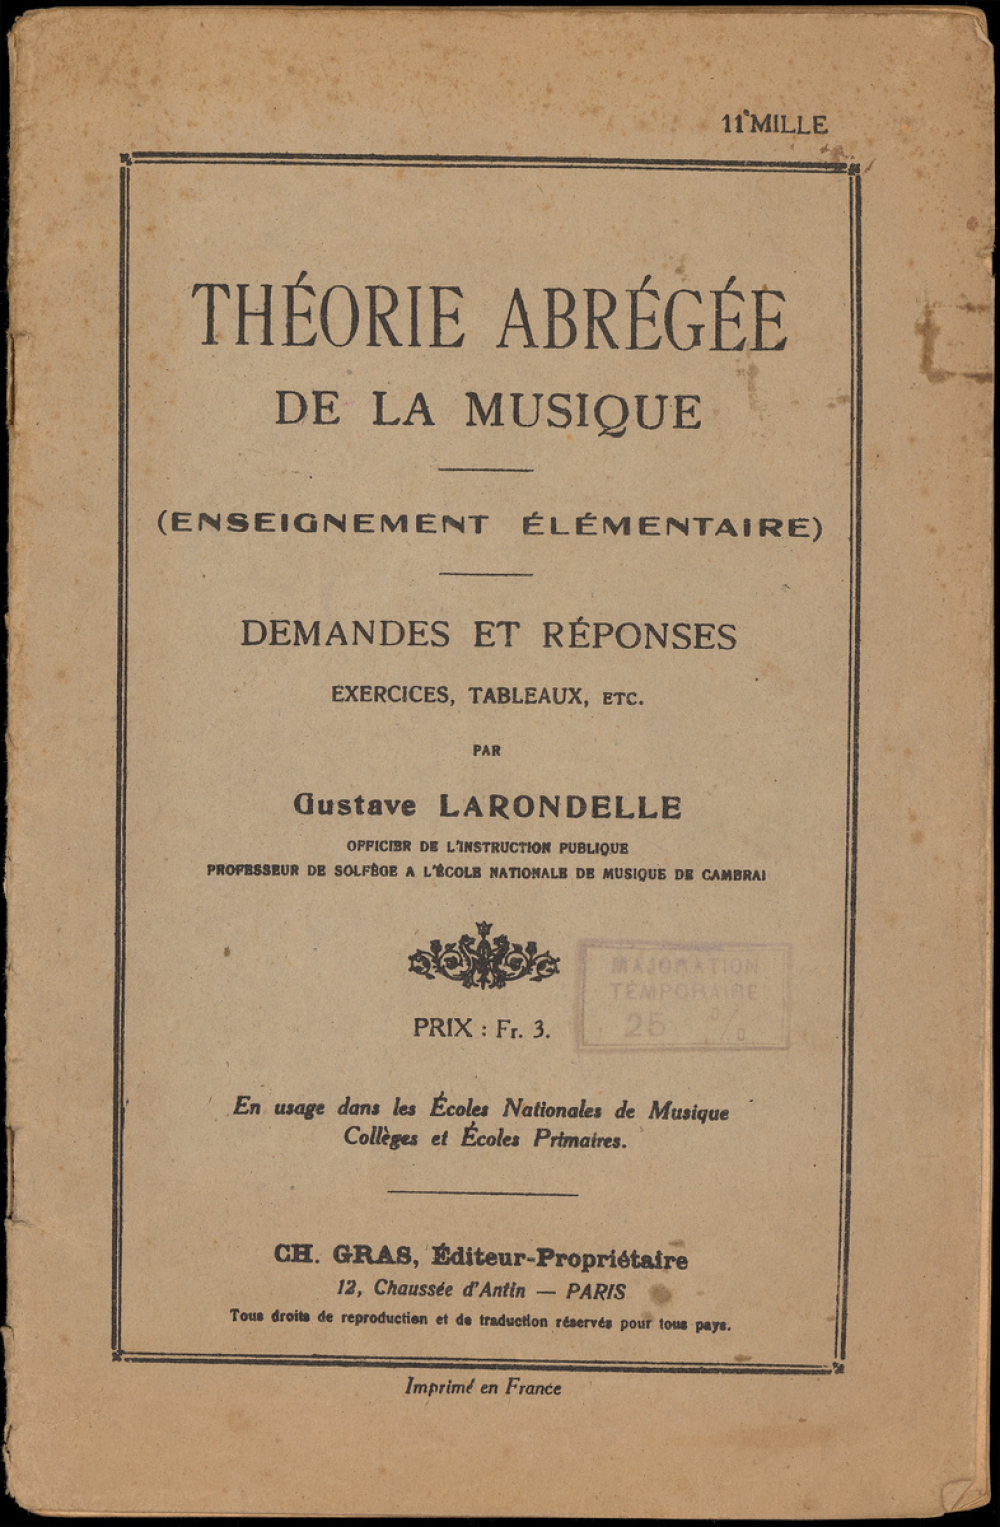 11e MILLE
THÉORIE ABRÉGÉE
DE LA MUSIQUE
(ENSEIGNEMENT ÉLÉMENTAIRE)
DEMANDES ET RÉPONSES
EXERCICES, TABLEAUX, ETC.
PAR
Gustave LARONDELLE
OFFICIER DE L'INSTRUCTION PUBLIQUE
PROFESSEUR DE SOLFÈGE A L'ÉCOLE NATIONALE DE MUSIQUE DE CAMBRAI
MAJORATION
TEMPORAIRE
25 %
PRIX : Fr. 3.
En usage dans les Écoles Nationales de Musique
Collèges et Écoles Primaires.
CH. GRAS, Éditeur-Propriétaire
12, Chaussée d'Antin — PARIS
Tous droits de reproduction et de traduction réservés pour tous pays.
Imprimé en France